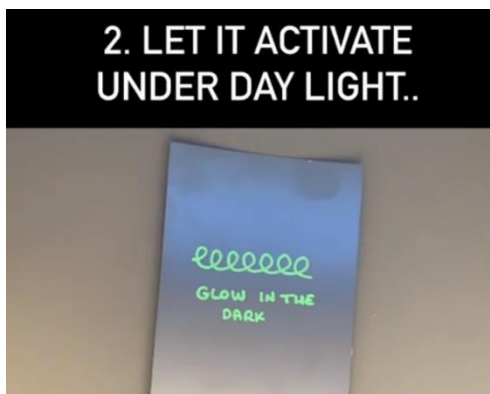 2. LET IT ACTIVATE
UNDER DAY LIGHT..
GLOW IN THE
DARK